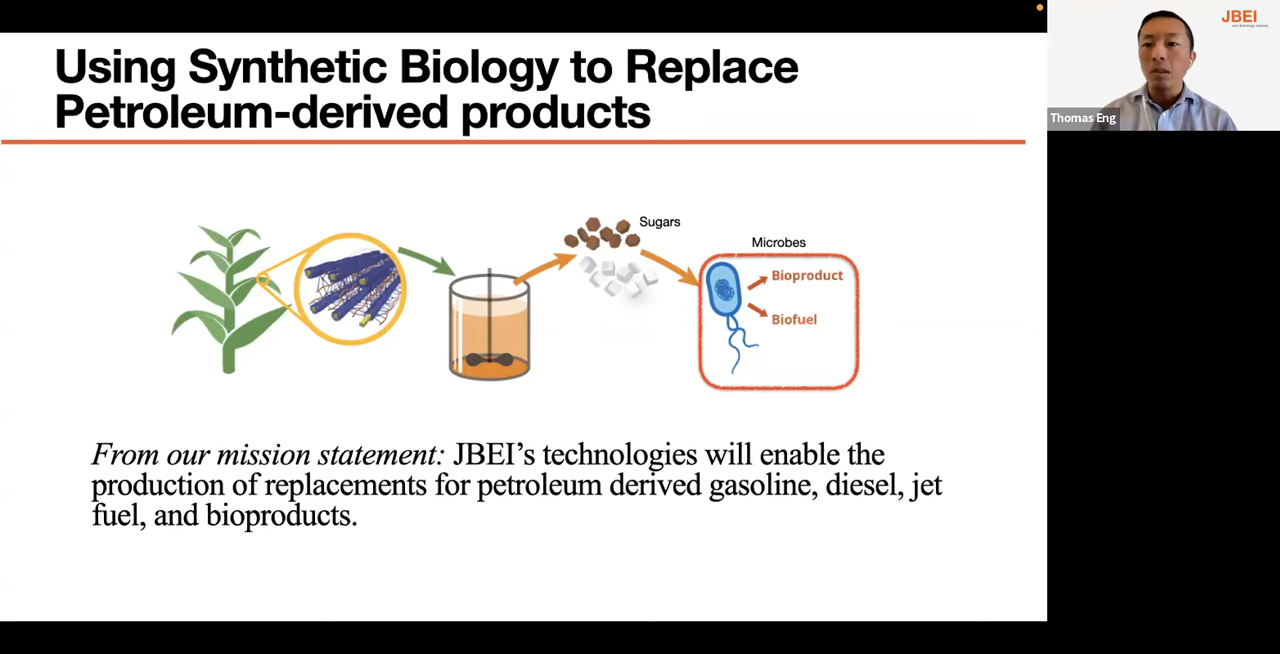 Using Synthetic Biology to Replace
Petroleum-derived products
JBEI
Thomas Eng
Sugars
Microbes
Bioproduct
Biofuel
From our mission statement: JBEI’s technologies will enable the
production of replacements for petroleum derived gasoline, diesel, jet
fuel, and bioproducts.